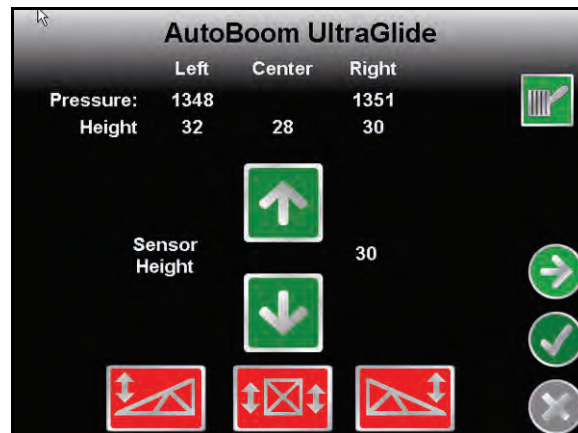 AutoBoom UltraGlide
Left Center Right
Pressure: 1348 1351
Height 32 28 30
Sensor
Height 30